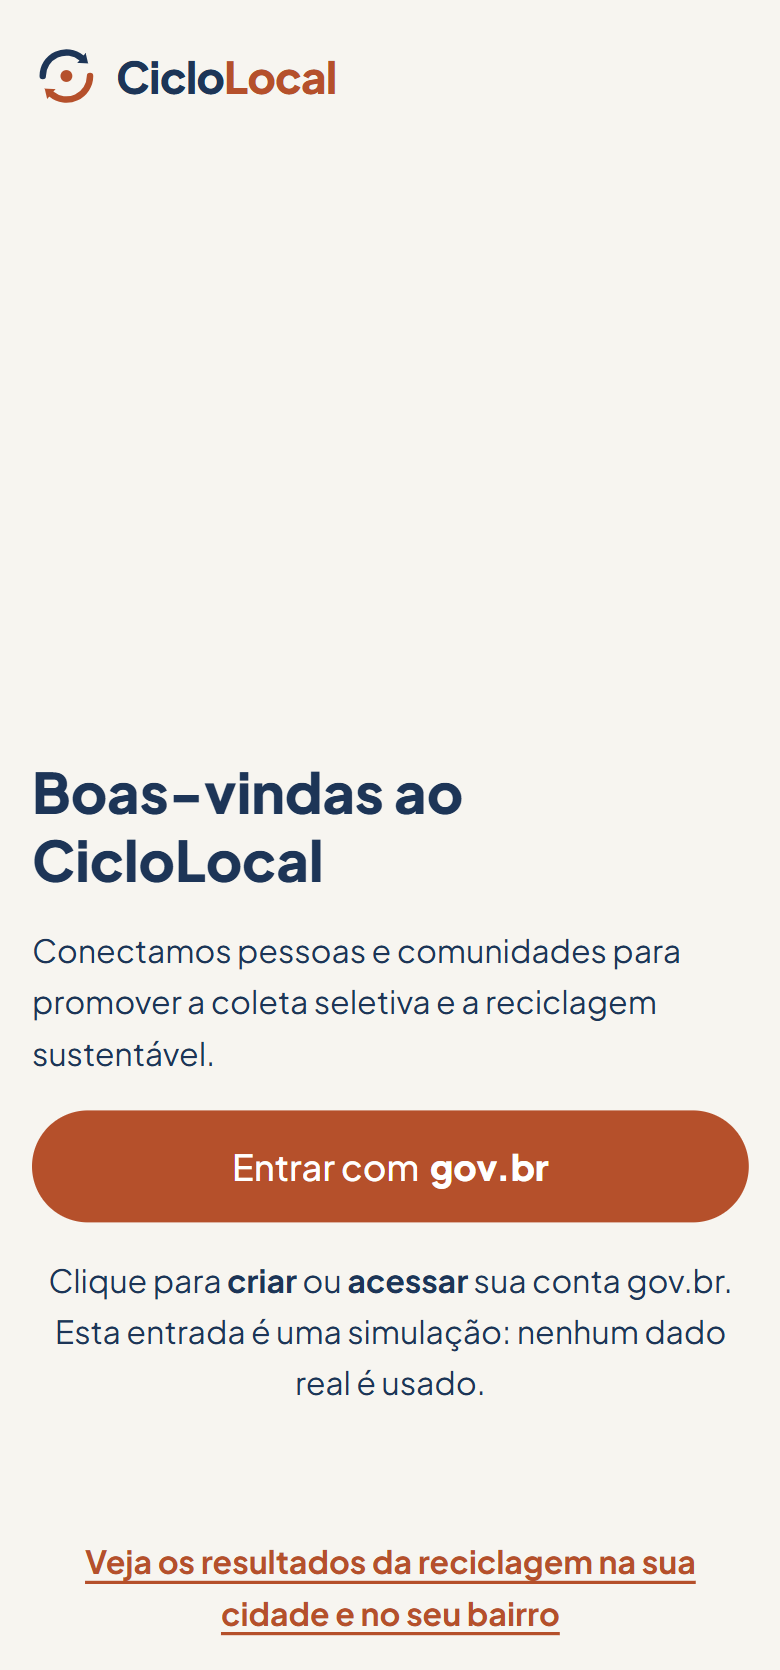 CicloLocal
Boas-vindas ao
CicloLocal
Conectamos pessoas e comunidades para
promover a coleta seletiva e a reciclagem
sustentável.
Entrar com gov.br
Clique para criar ou acessar sua conta gov.br.
Esta entrada é uma simulação: nenhum dado
real é usado.
Veja os resultados da reciclagem na sua
cidade e no seu bairro